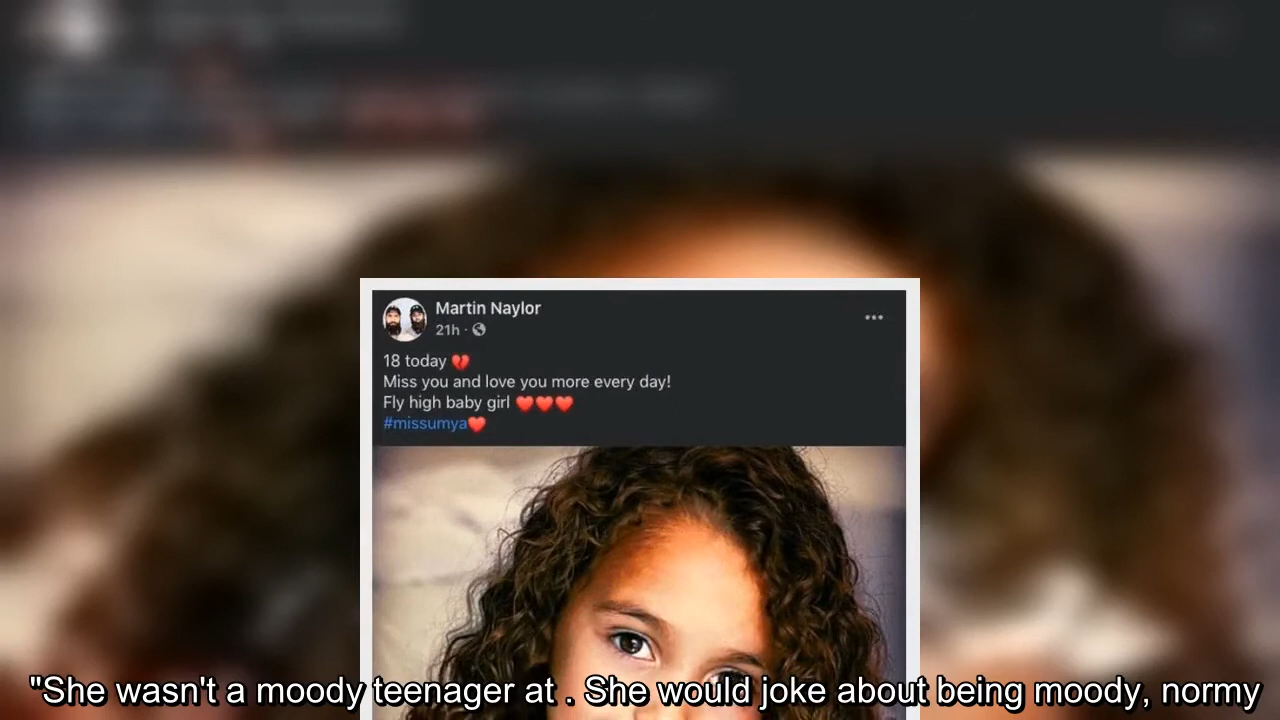 Martin Naylor
21h ·
18 today 💔
Miss you and love you more every day!
Fly high baby girl ❤️❤️❤️
#missumya❤️
"She wasn't a moody teenager at . She would joke about being moody, normy